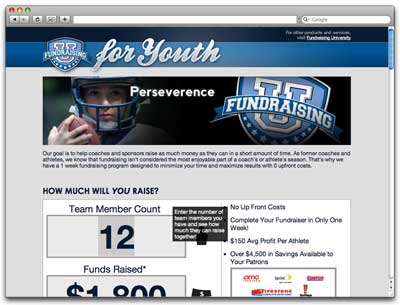 Google
For other products and services,
visit Fundraising University.
U
FUNDRAISING
for Youth
Perseverence
U
FUNDRAISING
Our goal is to help coaches and sponsors raise as much money as they can in a short amount of time. As former coaches and
athletes, we know that fundraising isn't considered the most enjoyable part of a coach's or athlete's season. That's why we
have a 1 week fundraising program designed to minimize your time and maximize results with 0 upfront costs.
HOW MUCH WILL YOU RAISE?
Team Member Count
12
Enter the number of
team members you
have and see how
much they can raise
together!
Funds Raised*
$1,800
No Up Front Costs
Complete Your Fundraiser in Only One
Week!
$150 Avg Profit Per Athlete
Over $4,500 in Savings Available to
Your Patrons
amc
Sprint
Firestone